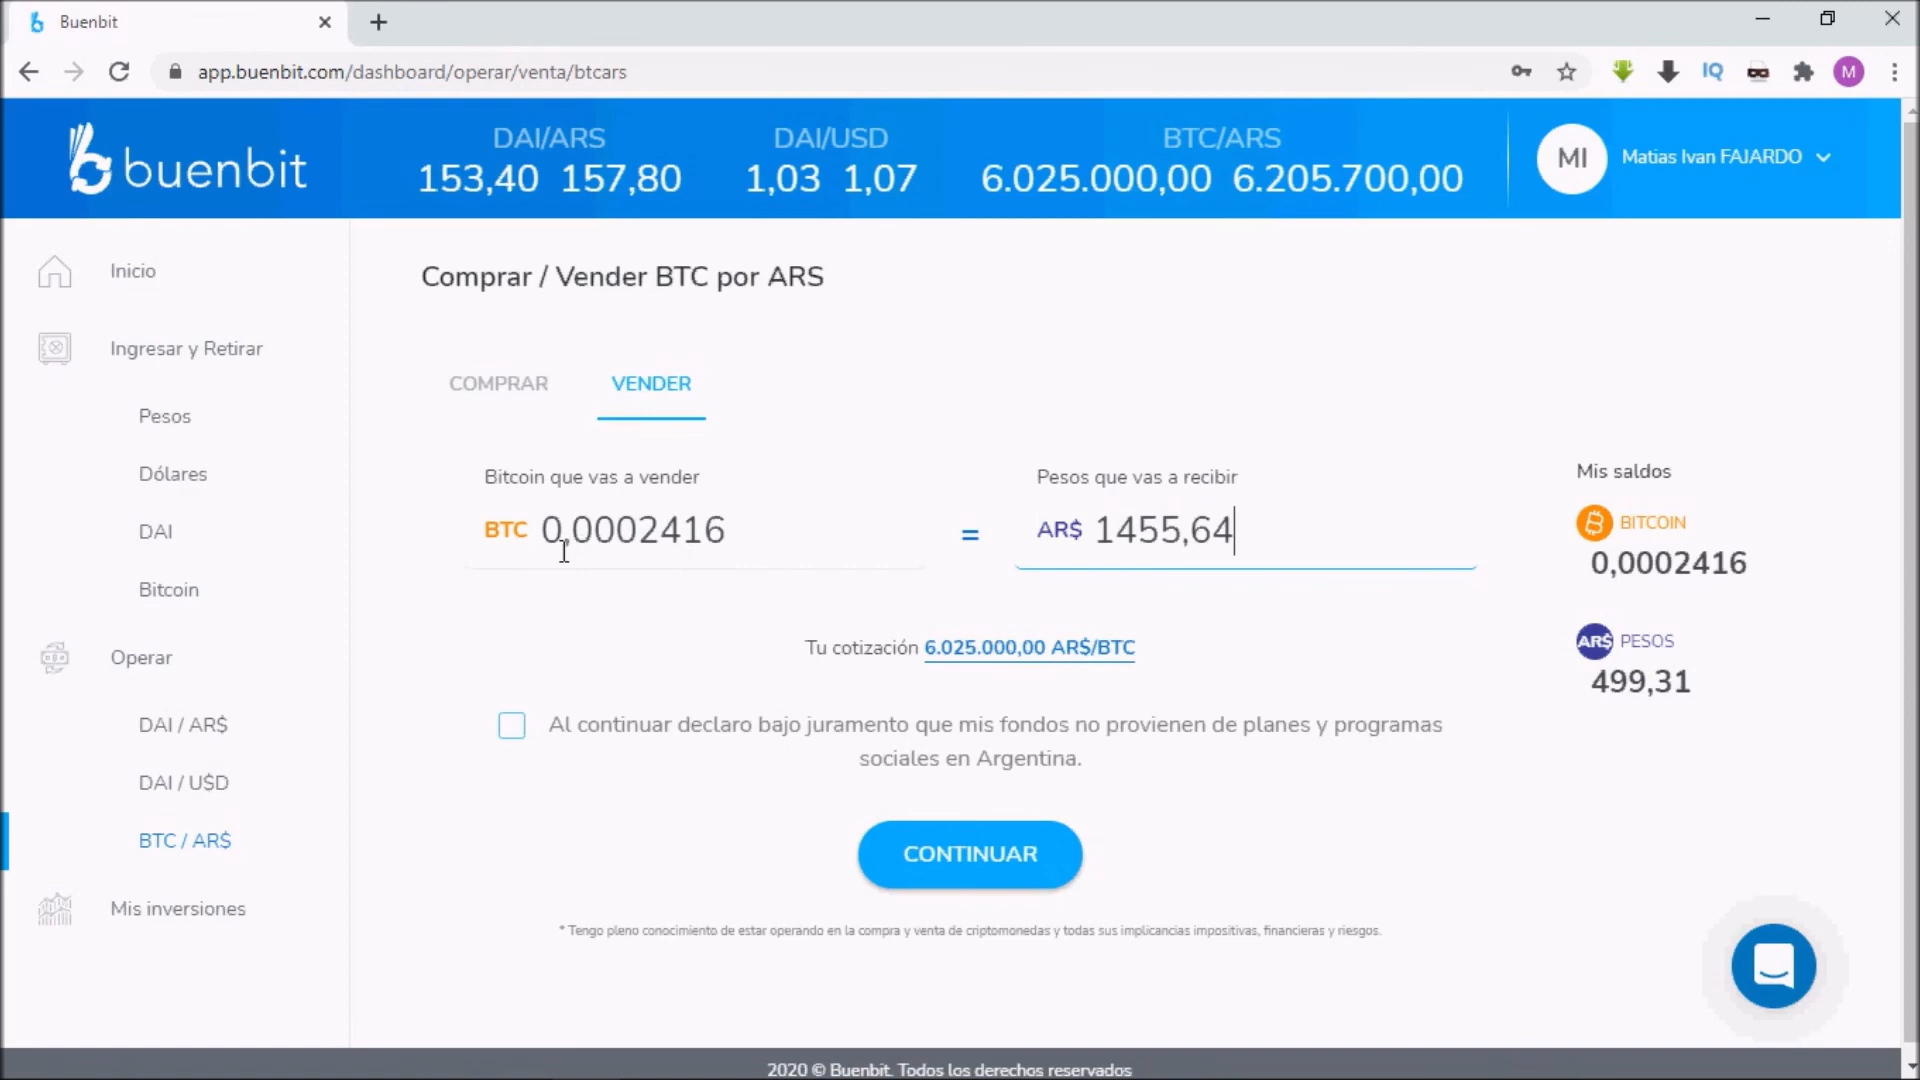 Buenbit
app.buenbit.com/dashboard/operar/venta/btcars
IQ
M
buenbit
DAI/ARS
153,40 157,80
DAI/USD
1,03 1,07
BTC/ARS
6.025.000,00 6.205.700,00
MI
Matias Ivan FAJARDO
Inicio
Ingresar y Retirar
Pesos
Dólares
DAI
Bitcoin
Operar
DAI / AR$
DAI / U$D
BTC / AR$
Mis inversiones
Comprar / Vender BTC por ARS
COMPRAR
VENDER
Bitcoin que vas a vender
BTC 0,0002416
=
Pesos que vas a recibir
AR$ 1455,64
Tu cotización 6.025.000,00 AR$/BTC
Al continuar declaro bajo juramento que mis fondos no provienen de planes y programas
sociales en Argentina.
CONTINUAR
* Tengo pleno conocimiento de estar operando en la compra y venta de criptomonedas y todas sus implicancias impositivas, financieras y riesgos.
Mis saldos
BITCOIN
0,0002416
AR$ PESOS
499,31
2020 © Buenbit. Todos los derechos reservados